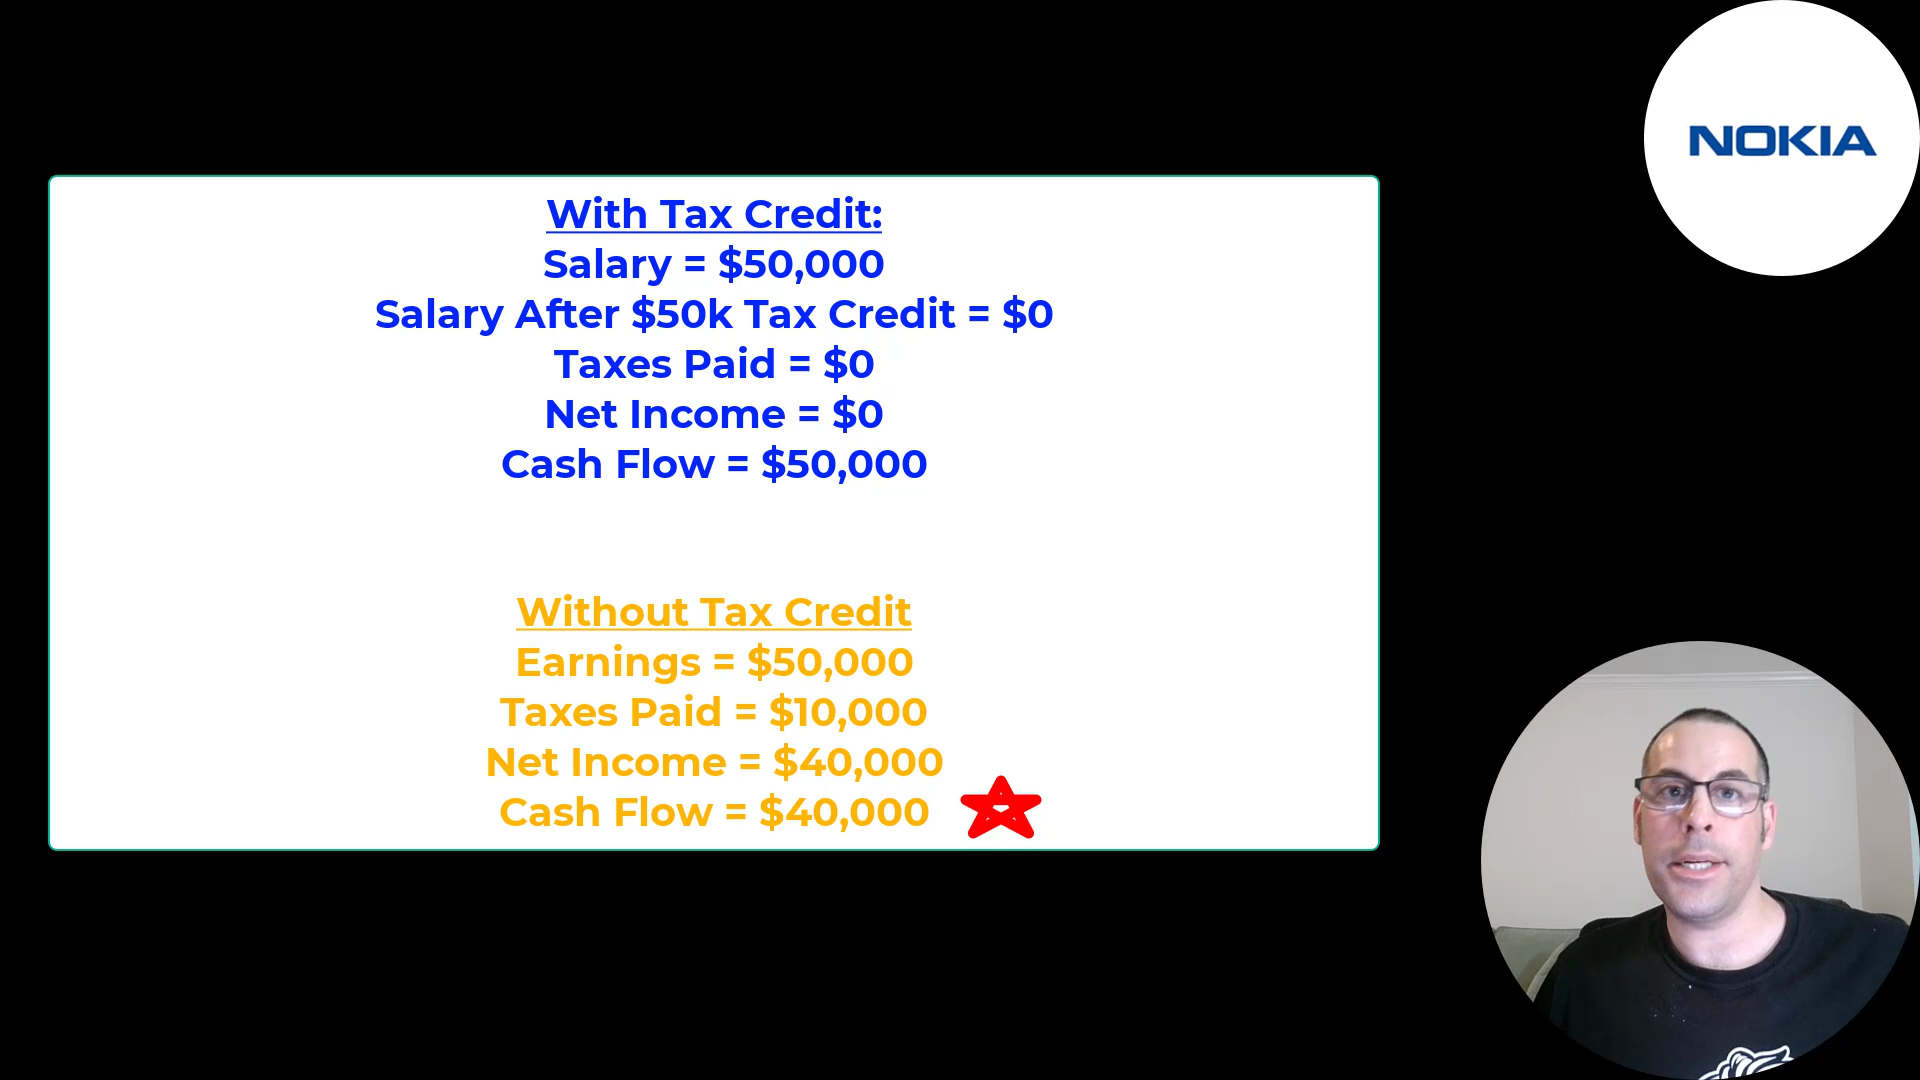 NOKIA
With Tax Credit:
Salary = $50,000
Salary After $50k Tax Credit = $0
Taxes Paid = $0
Net Income = $0
Cash Flow = $50,000
Without Tax Credit
Earnings = $50,000
Taxes Paid = $10,000
Net Income = $40,000
Cash Flow = $40,000